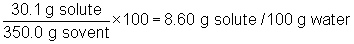 30.1 g solute
350.0 g sovent
×100 = 8.60 g solute /100 g water